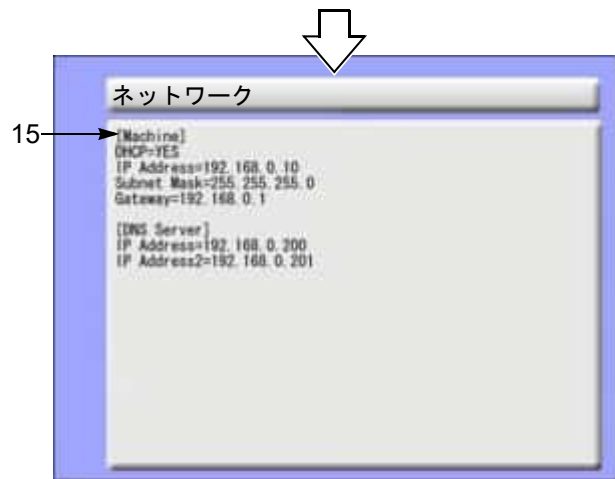 ネットワーク
15
[Machine]
DHCP=YES
IP Address=192.168.0.10
Subnet Mask=255.255.255.0
Gateway=192.168.0.1
[DNS Server]
IP Address=192.168.0.200
IP Address2=192.168.0.201